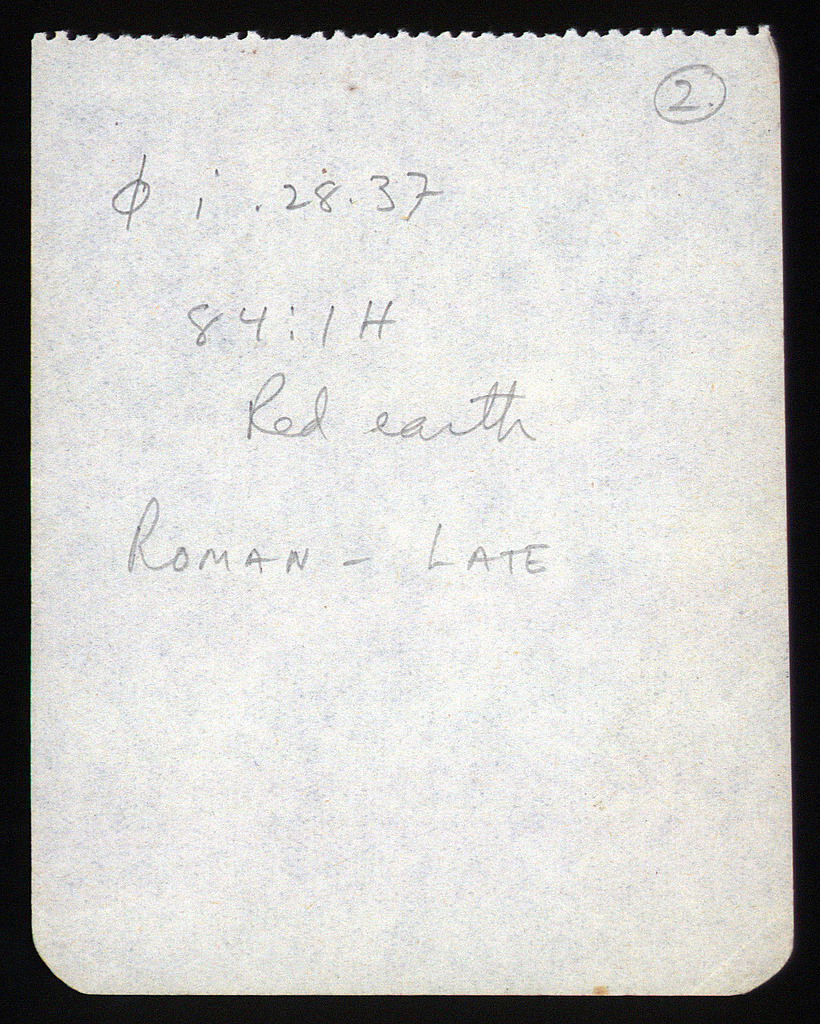 2.
φ i .28.37
84:1H
Red earth
ROMAN - LATE